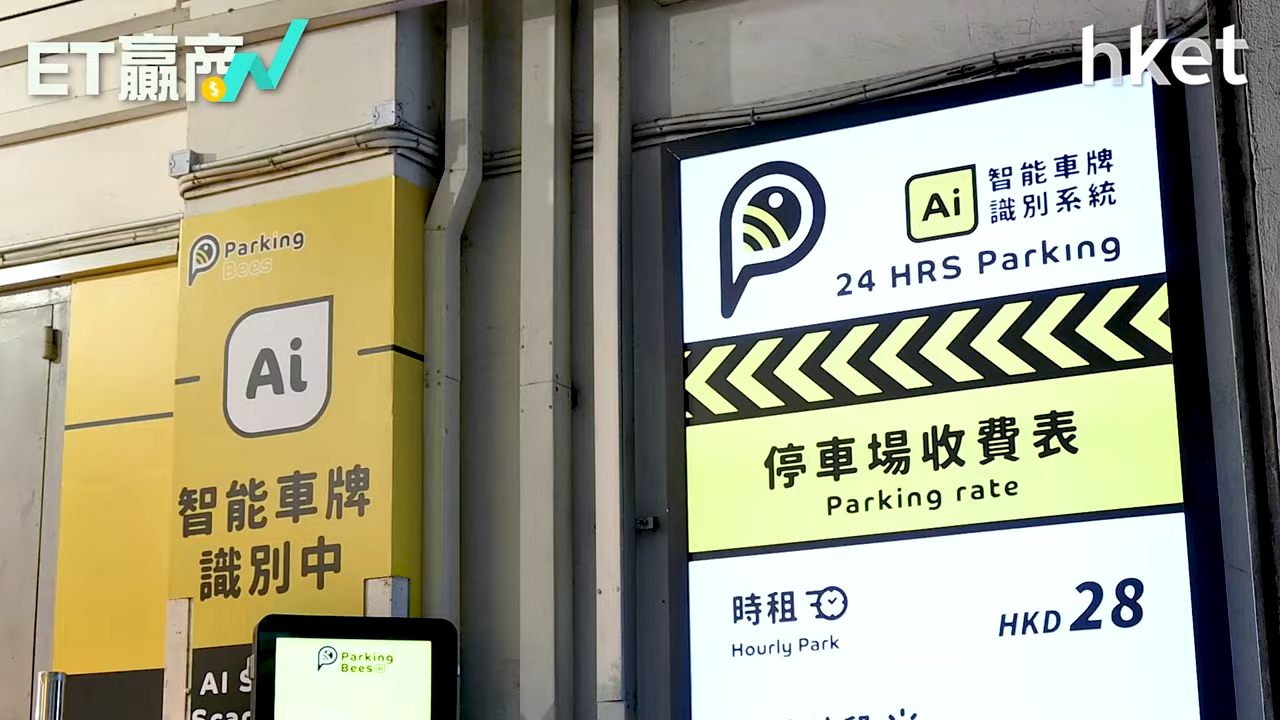 ET贏商
hket
Parking
Bees
Ai
智能車牌
識別中
AI
Parking
Bees
Ai
智能車牌
識別系統
24 HRS Parking
停車場收費表
Parking rate
時租
Hourly Park
HKD 28